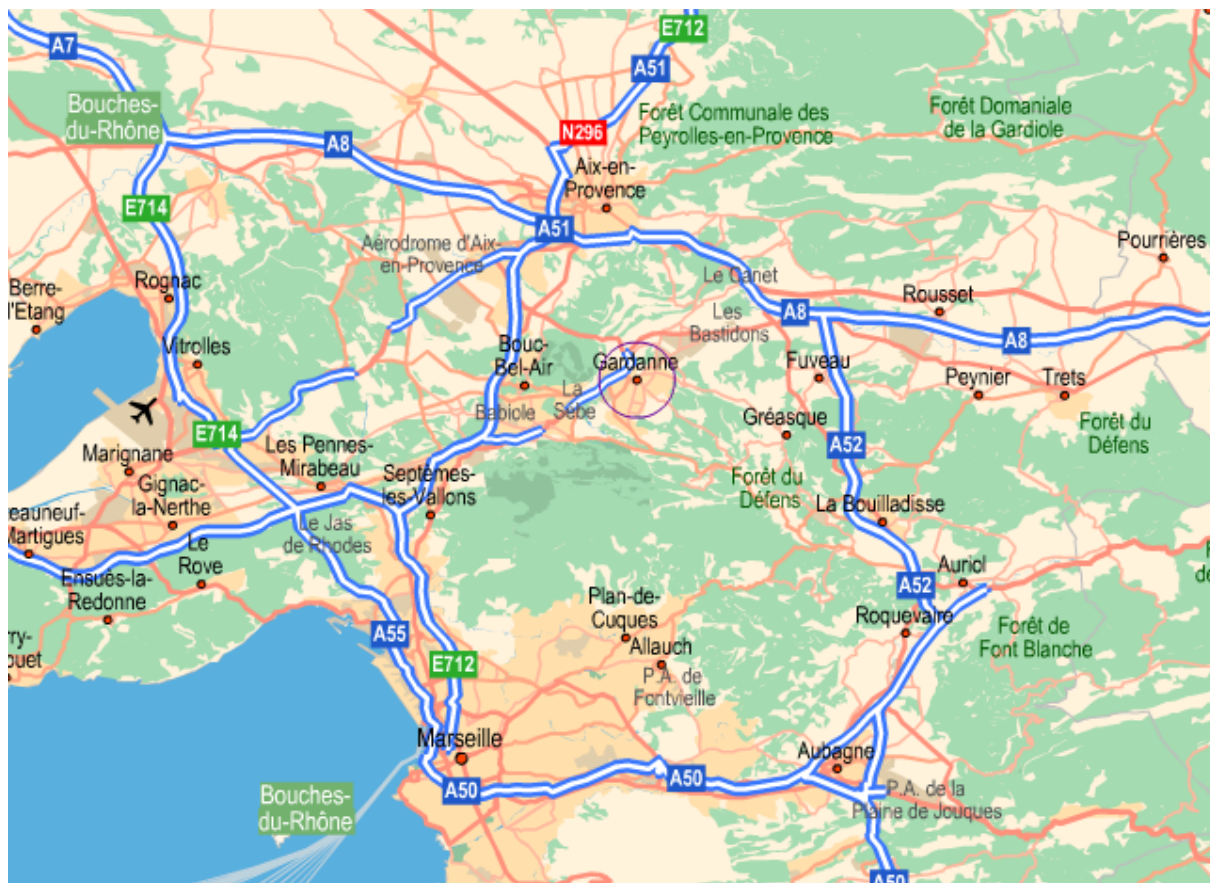 E712
A7
A51
Bouches-
du-Rhône
Forêt Communale des
Peyrolles-en-Provence
Forêt Domaniale
de la Gardiole
N296
A8
Aix-en-
Provence
E714
A51
Aérodrome d'Aix-
en-Provence
Pourrières
Le Canet
Rognac
Berre-
l'Etang
Rousset
Les
Bastidons
A8
A8
Vitrolles
Bouc-
Bel-Air
Gardanne
Fuveau
Peynier
Trets
La
Sébe
Babiole
Gréasque
Forêt du
Défens
E714
A52
Les Pennes-
Mirabeau
Marignane
Septèmes-
les-Vallons
Forêt du
Défens
Gignac-
la-Nerthe
La Bouilladisse
eauneuf-
Martigues
Le Jas
de Rhodes
Le
Rove
Ensuès-la-
Redonne
Auriol
A52
Plan-de-
Cuques
Roquevaire
Forêt de
Font Blanche
A55
Allauch
E712
P.A. de
Fontvieille
Marseille
Aubagne
A50
A50
P.A. de la
Plaine de Jouques
Bouches-
du-Rhône
A50